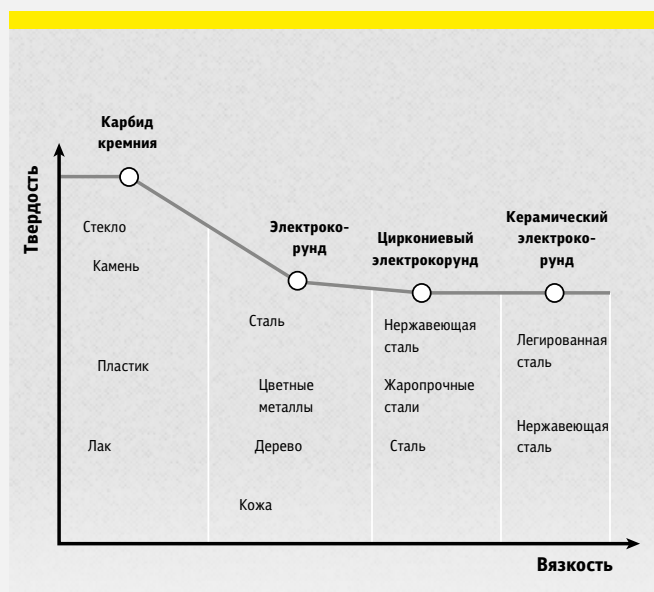 Карбид
кремния
Твердость
Стекло
Камень
Пластик
Лак
Электроко-
рунд
Сталь
Цветные
металлы
Дерево
Кожа
Циркониевый
электрокорунд
Нержавеющая
сталь
Жаропрочные
стали
Сталь
Керамический
электроко-
рунд
Легированная
сталь
Нержавеющая
сталь
Вязкость